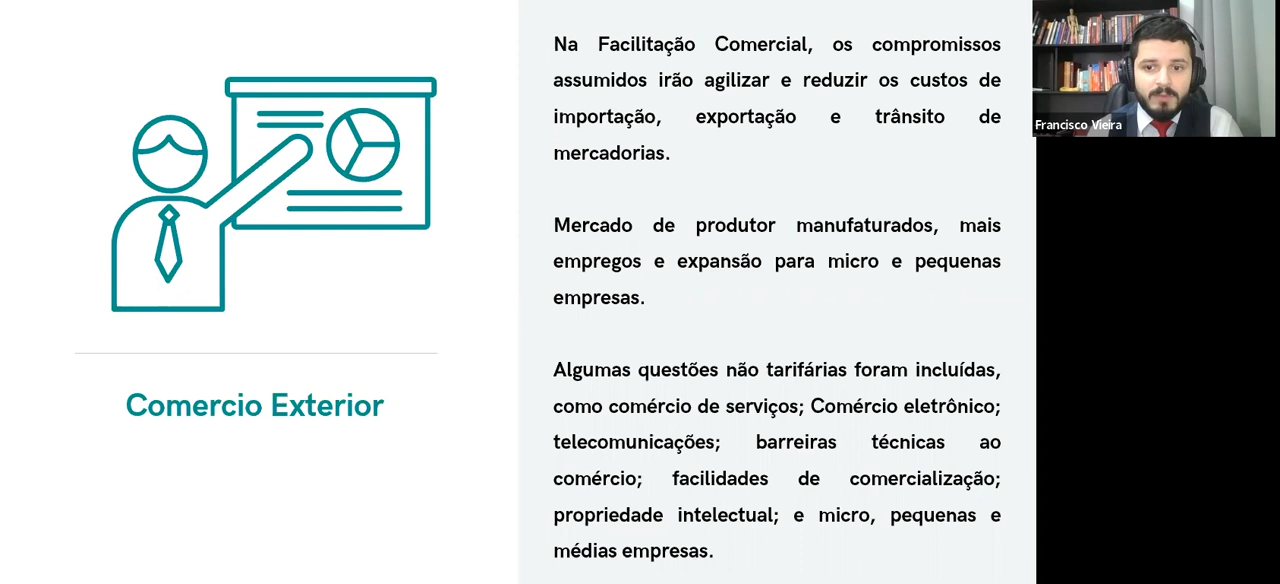 Na Facilitação Comercial, os compromissos
assumidos irão agilizar e reduzir os custos de
importação, exportação e trânsito de
mercadorias.
Mercado de produtor manufaturados, mais
empregos e expansão para micro e pequenas
empresas.
Algumas questões não tarifárias foram incluídas,
como comércio de serviços; Comércio eletrônico;
telecomunicações; barreiras técnicas ao
comércio; facilidades de comercialização;
propriedade intelectual; e micro, pequenas e
médias empresas.
Comercio Exterior
Francisco Vieira